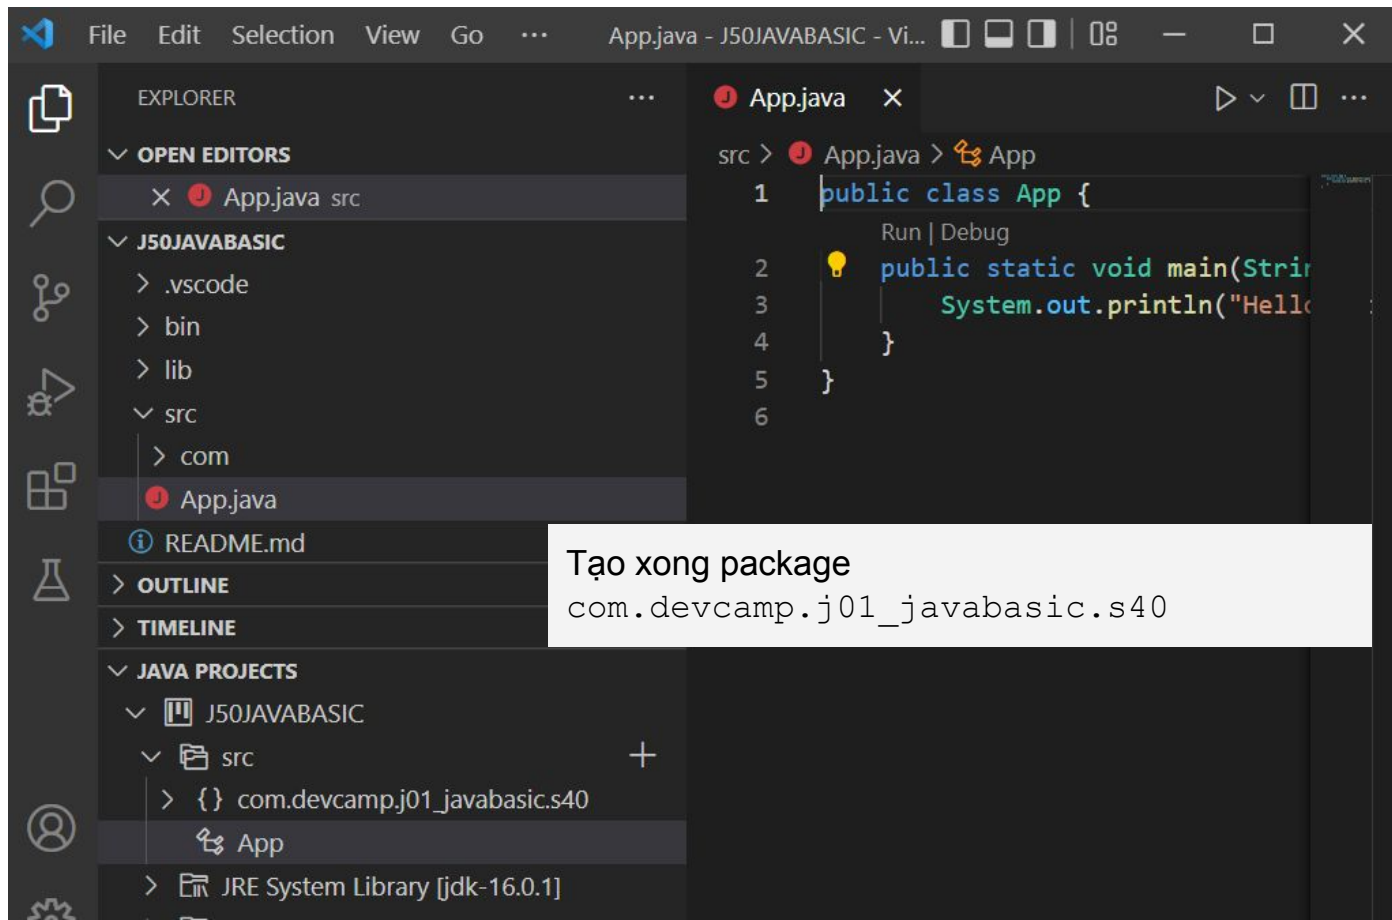 File Edit Selection View Go ··· App.java - J50JAVABASIC - Vi...
EXPLORER ···
OPEN EDITORS
App.java src
J50JAVABASIC
.vscode
bin
lib
src
com
App.java
README.md
OUTLINE
TIMELINE
JAVA PROJECTS
J50JAVABASIC
src
{} com.devcamp.j01_javabasic.s40
App
JRE System Library [jdk-16.0.1]
App.java
src > App.java > App
1 public class App {
Run | Debug
2 public static void main(Strin
3 System.out.println("Hello
4 }
5 }
6
Tạo xong package
com.devcamp.j01_javabasic.s40